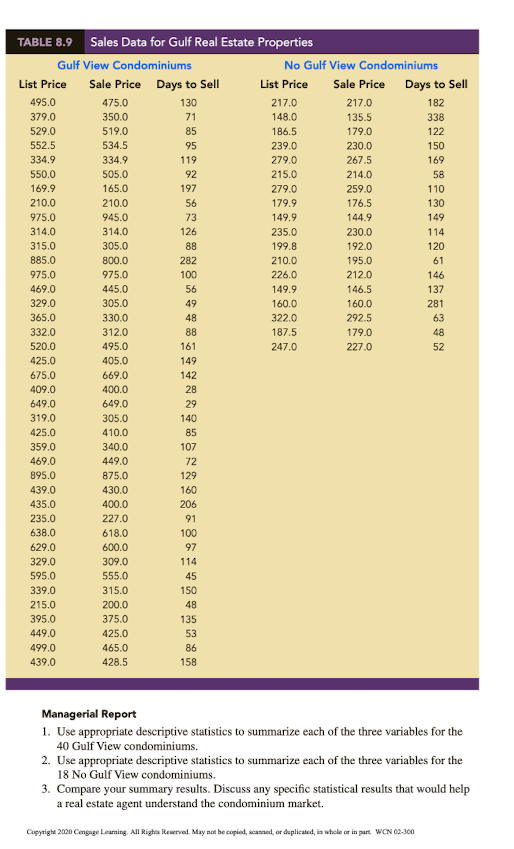 TABLE 8.9 Sales Data for Gulf Real Estate Properties
Gulf View Condominiums No Gulf View Condominiums
List Price Sale Price Days to Sell List Price Sale Price Days to Sell
495.0 475.0 130 217.0 217.0 182
379.0 350.0 71 148.0 135.5 338
529.0 519.0 85 186.5 179.0 122
552.5 534.5 95 239.0 230.0 150
334.9 334.9 119 279.0 267.5 169
550.0 505.0 92 215.0 214.0 58
169.9 165.0 197 279.0 259.0 110
210.0 210.0 56 179.9 176.5 130
975.0 945.0 73 149.9 144.9 149
314.0 314.0 126 235.0 230.0 114
315.0 305.0 88 199.8 192.0 120
885.0 800.0 282 210.0 195.0 61
975.0 975.0 100 226.0 212.0 146
469.0 445.0 56 149.9 146.5 137
329.0 305.0 49 160.0 160.0 281
365.0 330.0 48 322.0 292.5 63
332.0 312.0 88 187.5 179.0 48
520.0 495.0 161 247.0 227.0 52
425.0 405.0 149
675.0 669.0 142
409.0 400.0 28
649.0 649.0 29
319.0 305.0 140
425.0 410.0 85
359.0 340.0 107
469.0 449.0 72
895.0 875.0 129
439.0 430.0 160
435.0 400.0 206
235.0 227.0 91
638.0 618.0 100
629.0 600.0 97
329.0 309.0 114
595.0 555.0 45
339.0 315.0 150
215.0 200.0 48
395.0 375.0 135
449.0 425.0 53
499.0 465.0 86
439.0 428.5 158
Managerial Report
1. Use appropriate descriptive statistics to summarize each of the three variables for the
40 Gulf View condominiums.
2. Use appropriate descriptive statistics to summarize each of the three variables for the
18 No Gulf View condominiums.
3. Compare your summary results. Discuss any specific statistical results that would help
a real estate agent understand the condominium market.
Copyright 2020 Cengage Learning. All Rights Reserved. May not be copied, scanned, or duplicated, in whole or in part. WCN 02-300